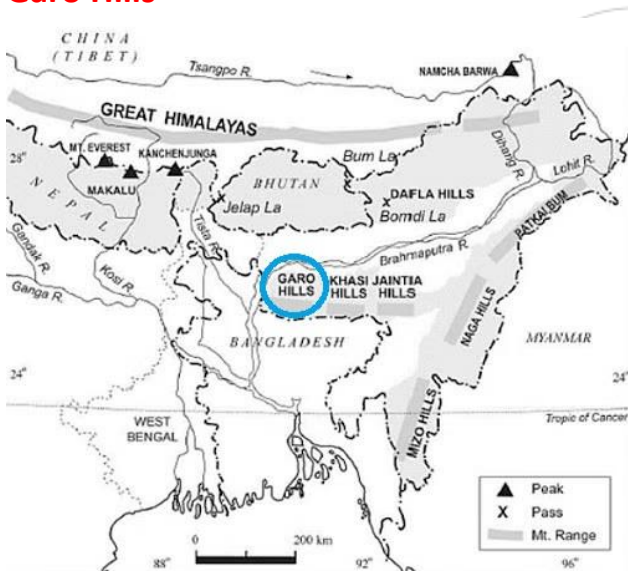 Garo Hills
CHINA
(TIBET)
Tsangpo R.
NAMCHA BARWA
GREAT HIMALAYAS
28°
MT. EVEREST
KANCHENJUNGA
MAKALU
NEPAL
Bum La
BHUTAN
DAFLA HILLS
Jelap La
Bomdi La
Dihang R.
Lohit R.
PATKAI BUM
Tista R.
Brahmaputra R.
Gandak R.
Kosi R.
Ganga R.
GARO
HILLS
KHASI
HILLS
JAINTIA
HILLS
NAGA HILLS
BANGLADESH
MYANMAR
24°
24°
MIZO HILLS
WEST
BENGAL
Tropic of Cancer
Peak
X Pass
Mt. Range
0
200 km
88°
92°
96°